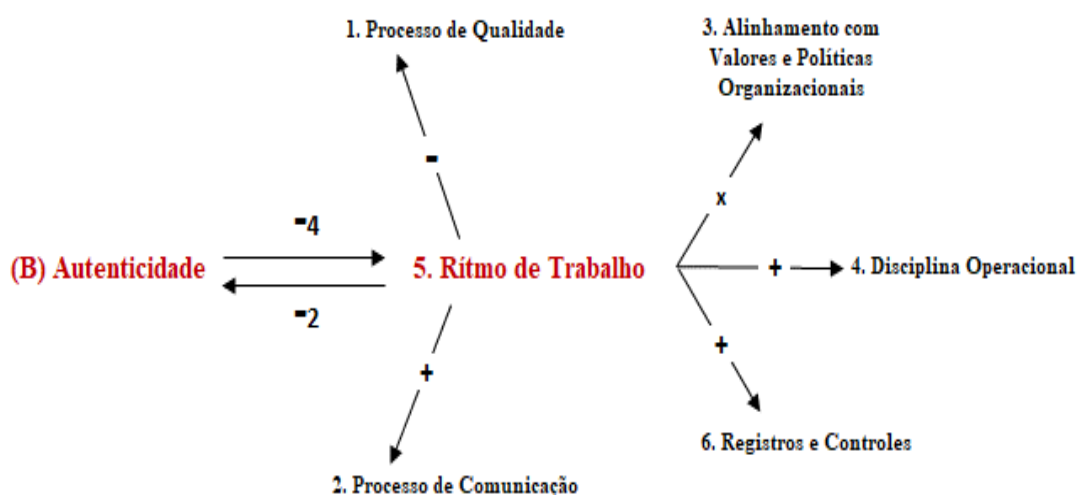 1. Processo de Qualidade
3. Alinhamento com
Valores e Políticas
Organizacionais
-
x
-4
(B) Autenticidade
5. Rítmo de Trabalho
+
4. Disciplina Operacional
-2
+
+
6. Registros e Controles
2. Processo de Comunicação